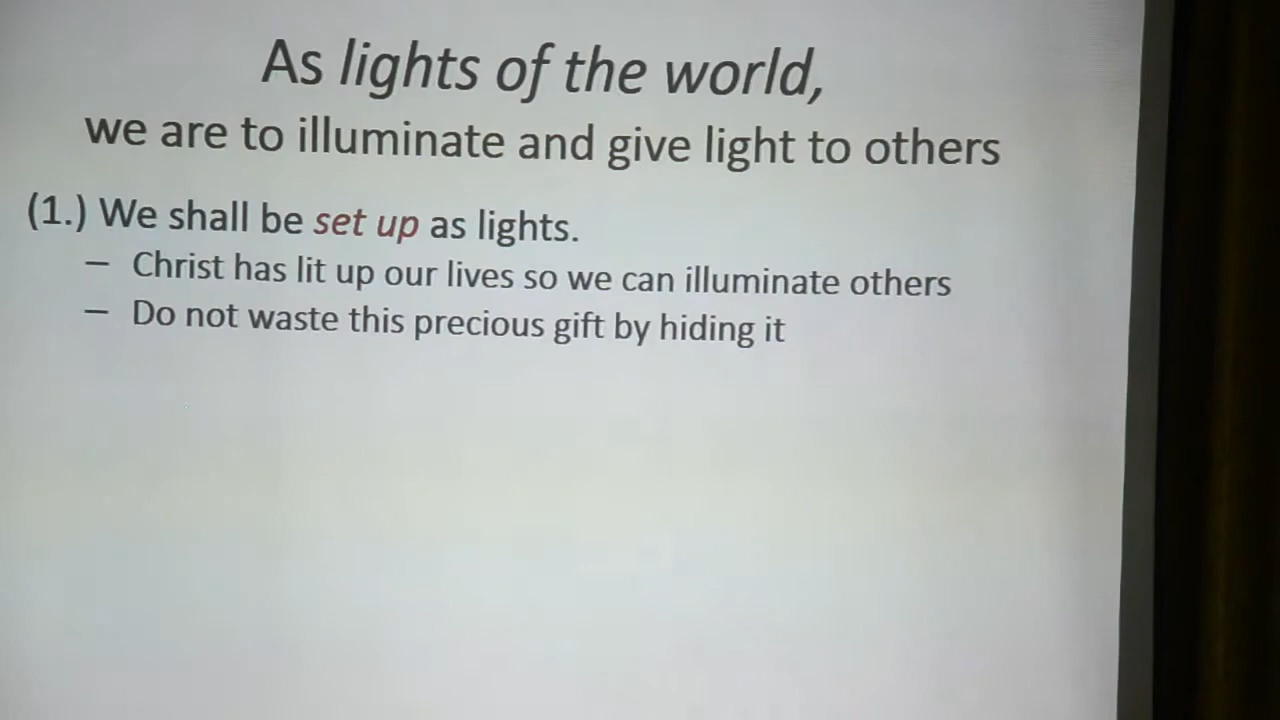 As lights of the world,
we are to illuminate and give light to others
(1.) We shall be set up as lights.
– Christ has lit up our lives so we can illuminate others
– Do not waste this precious gift by hiding it